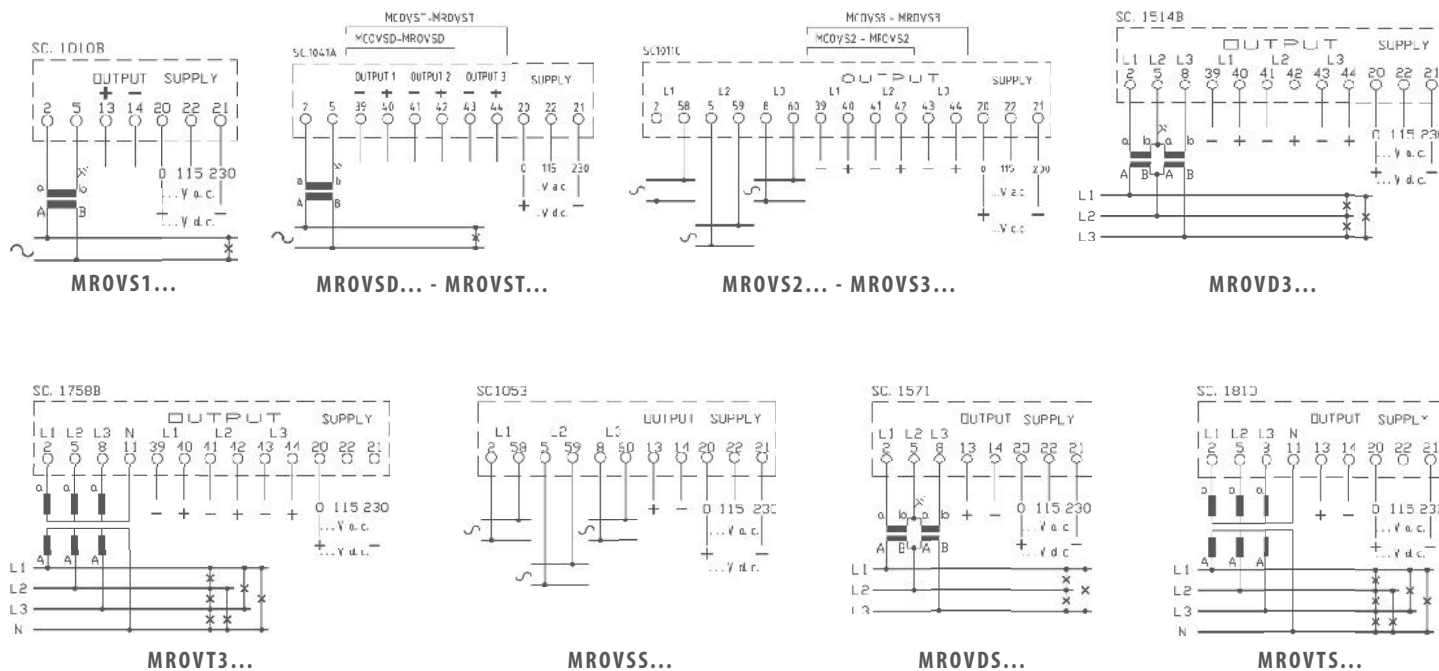 SC. 1010B
OUTPUT SUPPLY
+ −
2 5 13 14 20 22 21
a b
A B
0 115 230
...V a.c.
...V d.c.
+ −
MROVS1...
MCOVST-MROVST
MCOVSD-MROVSD
SC.1041A
OUTPUT 1 OUTPUT 2 OUTPUT 3 SUPPLY
− + − + − +
2 5 39 40 41 42 43 44 20 22 21
a b
A B
0 115 230
...V a.c.
+ −
...V d.c.
MROVSD... - MROVST...
MCOVS3 - MROVS3
MCOVS2 - MROVS2
SC1011C
OUTPUT SUPPLY
L1 L2 L3 L1 L2 L3
2 58 5 59 8 60 39 40 41 42 43 44 20 22 21
− + − + − +
0 115 230
...V a.c.
+ −
...V d.c.
MROVS2... - MROVS3...
SC. 1514B
OUTPUT SUPPLY
L1 L2 L3 L1 L2 L3
2 5 8 39 40 41 42 43 44 20 22 21
a b a b
− + − + − +
A B A B
0 115 230
...V a.c.
+ −
...V d.c.
L1
L2
L3
MROVD3...
SC. 1758B
OUTPUT SUPPLY
L1 L2 L3 N L1 L2 L3
2 5 8 11 39 40 41 42 43 44 20 22 21
a a a
− + − + − +
0 115 230
...V a.c.
+ −
...V d.c.
A A A
L1
L2
L3
N
MROVT3...
SC1053
OUTPUT SUPPLY
L1 L2 L3
2 58 5 59 8 60 13 14 20 22 21
+ −
0 115 230
...V a.c.
+ −
...V d.c.
MROVSS...
SC. 1571
OUTPUT SUPPLY
L1 L2 L3
2 5 8 13 14 20 22 21
a b a b
+ −
A B A B
0 115 230
...V a.c.
+ −
...V d.c.
L1
L2
L3
MROVDS...
SC. 1810
OUTPUT SUPPLY
L1 L2 L3 N
2 5 8 11 13 14 20 22 21
a a a
+ −
0 115 230
...V a.c.
+ −
...V d.c.
A A A
L1
L2
L3
N
MROVTS...